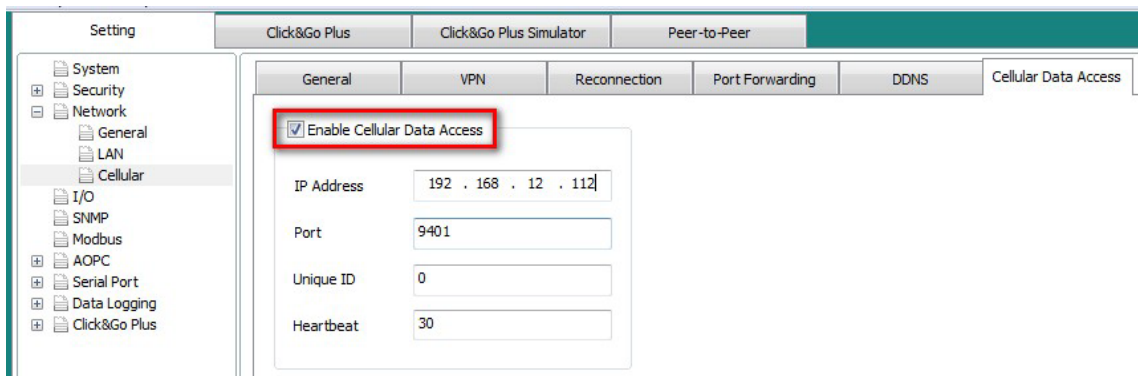 Setting
Click&Go Plus
Click&Go Plus Simulator
Peer-to-Peer
System
Security
Network
General
LAN
Cellular
I/O
SNMP
Modbus
AOPC
Serial Port
Data Logging
Click&Go Plus
General
VPN
Reconnection
Port Forwarding
DDNS
Cellular Data Access
Enable Cellular Data Access
IP Address 192 . 168 . 12 . 112
Port 9401
Unique ID 0
Heartbeat 30